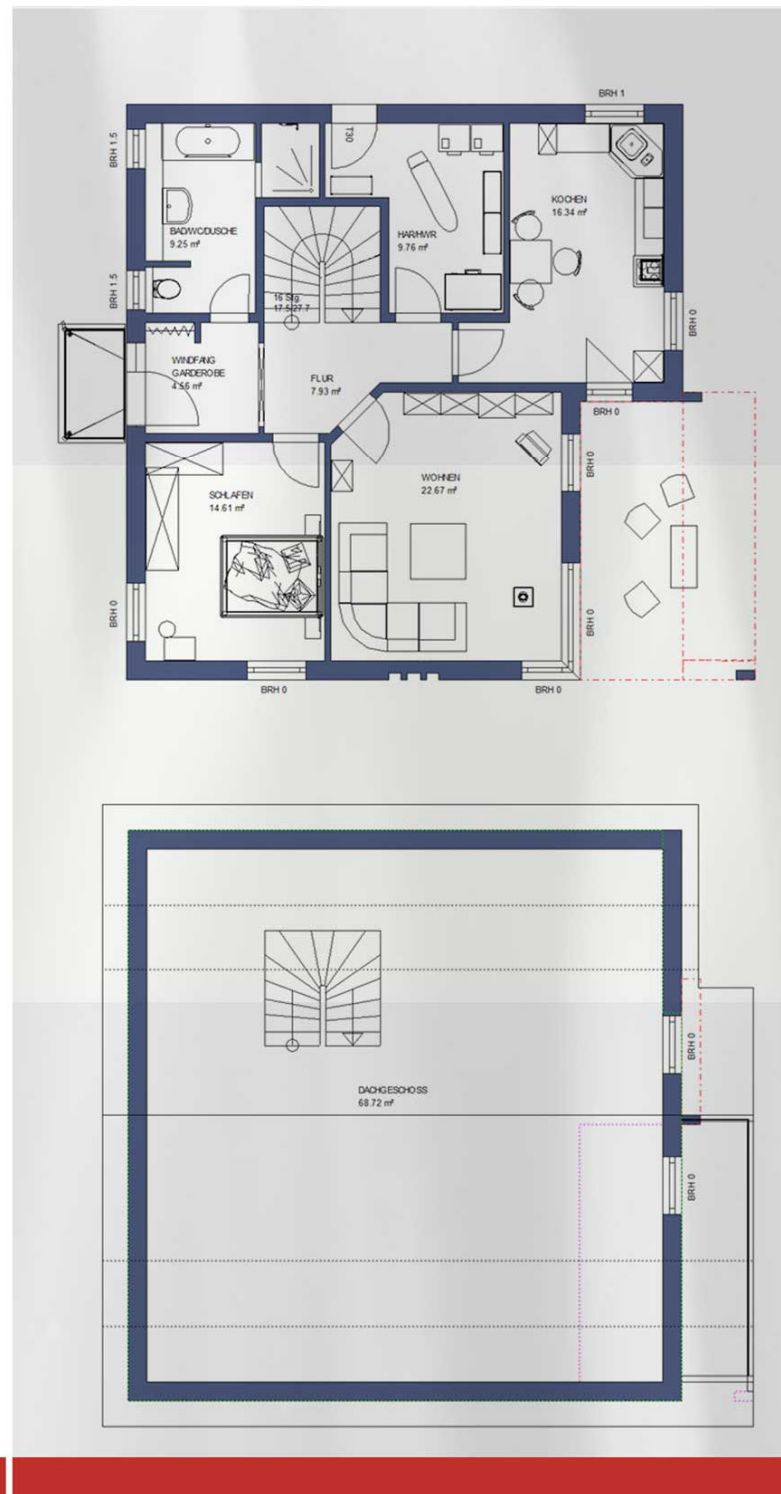 BRH 1
BRH 1.5
T30
BAD/WC/DUSCHE
9.25 m²
HAR/HWR
9.76 m²
KOCHEN
16.34 m²
BRH 1.5
16 Stg.
17.5/27.7
BRH 0
WINDFANG
GARDEROBE
4.56 m²
FLUR
7.93 m²
BRH 0
BRH 0
SCHLAFEN
14.61 m²
WOHNEN
22.67 m²
BRH 0
BRH 0
BRH 0
BRH 0
BRH 0
DACHGESCHOSS
68.72 m²
BRH 0